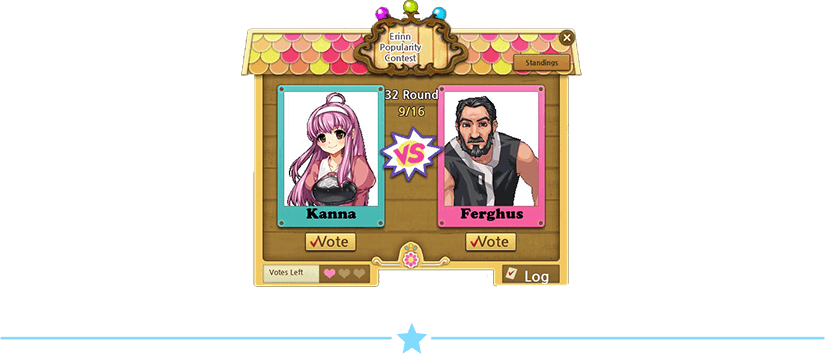 Erinn
Popularity
Contest
Standings
32 Round
9/16
VS
Kanna
Ferghus
Vote
Vote
Votes Left
Log